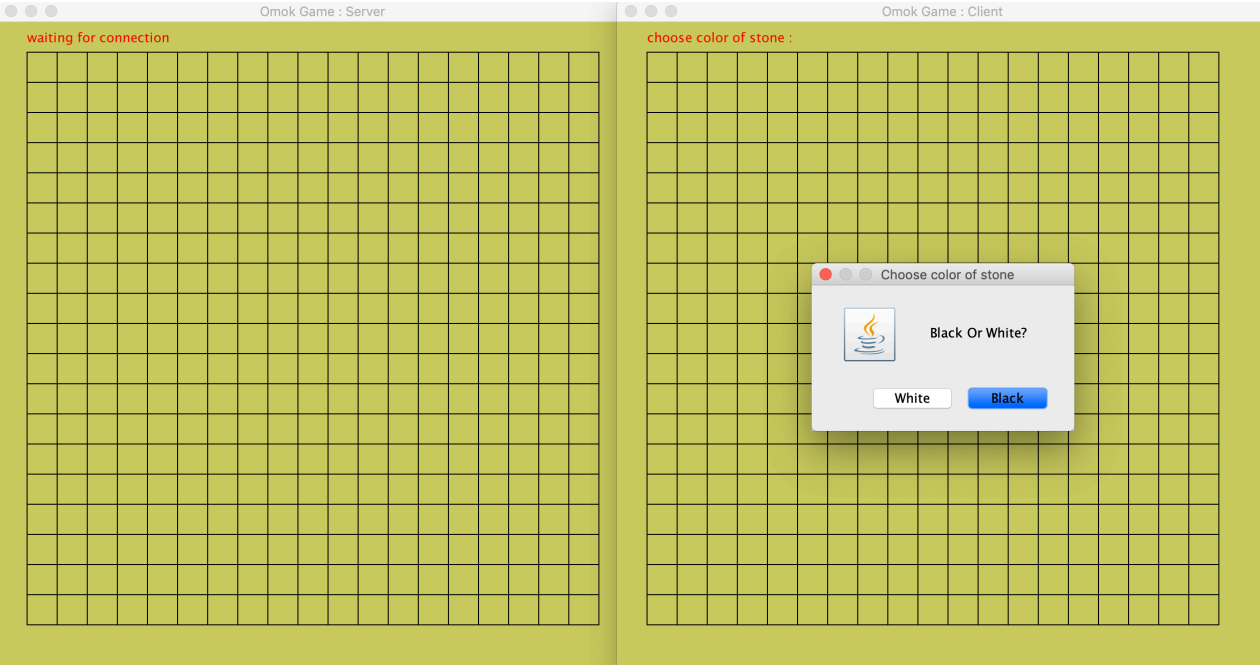 Omok Game : Server
waiting for connection
Omok Game : Client
choose color of stone :
Choose color of stone
Black Or White?
White
Black